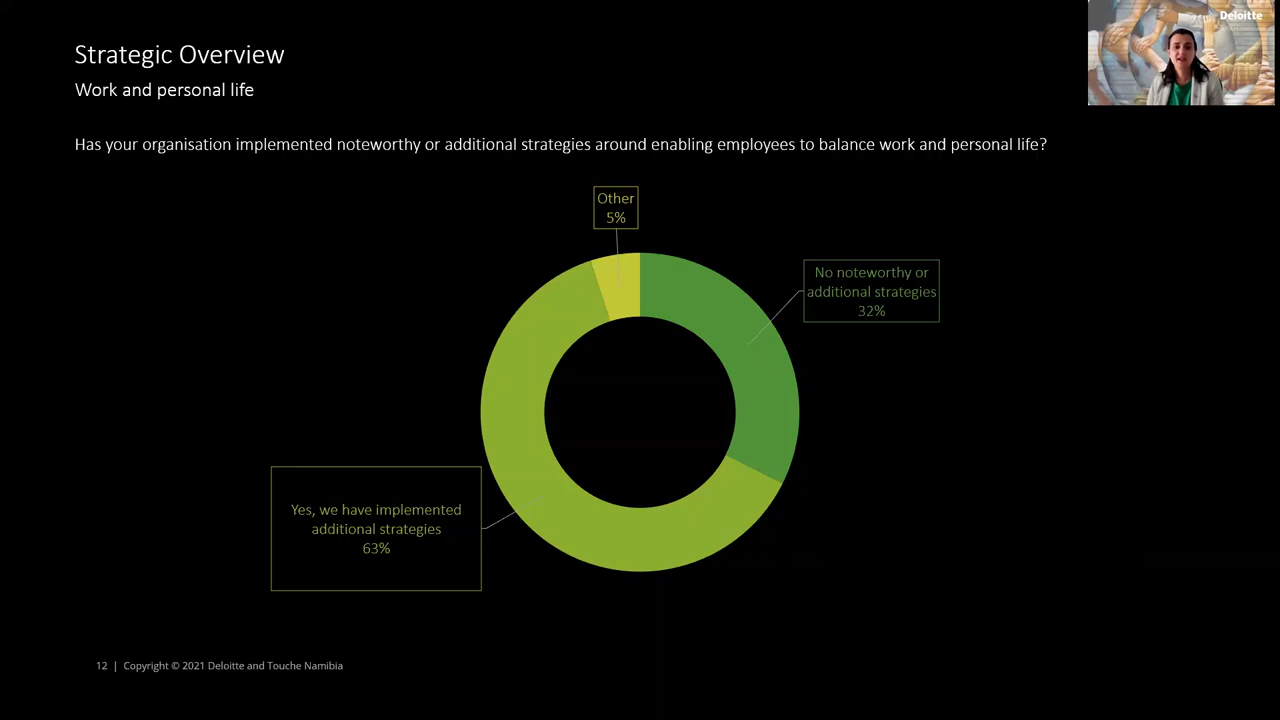 Strategic Overview
Deloitte
Work and personal life
Has your organisation implemented noteworthy or additional strategies around enabling employees to balance work and personal life?
Other
5%
No noteworthy or
additional strategies
32%
Yes, we have implemented
additional strategies
63%
12 | Copyright © 2021 Deloitte and Touche Namibia